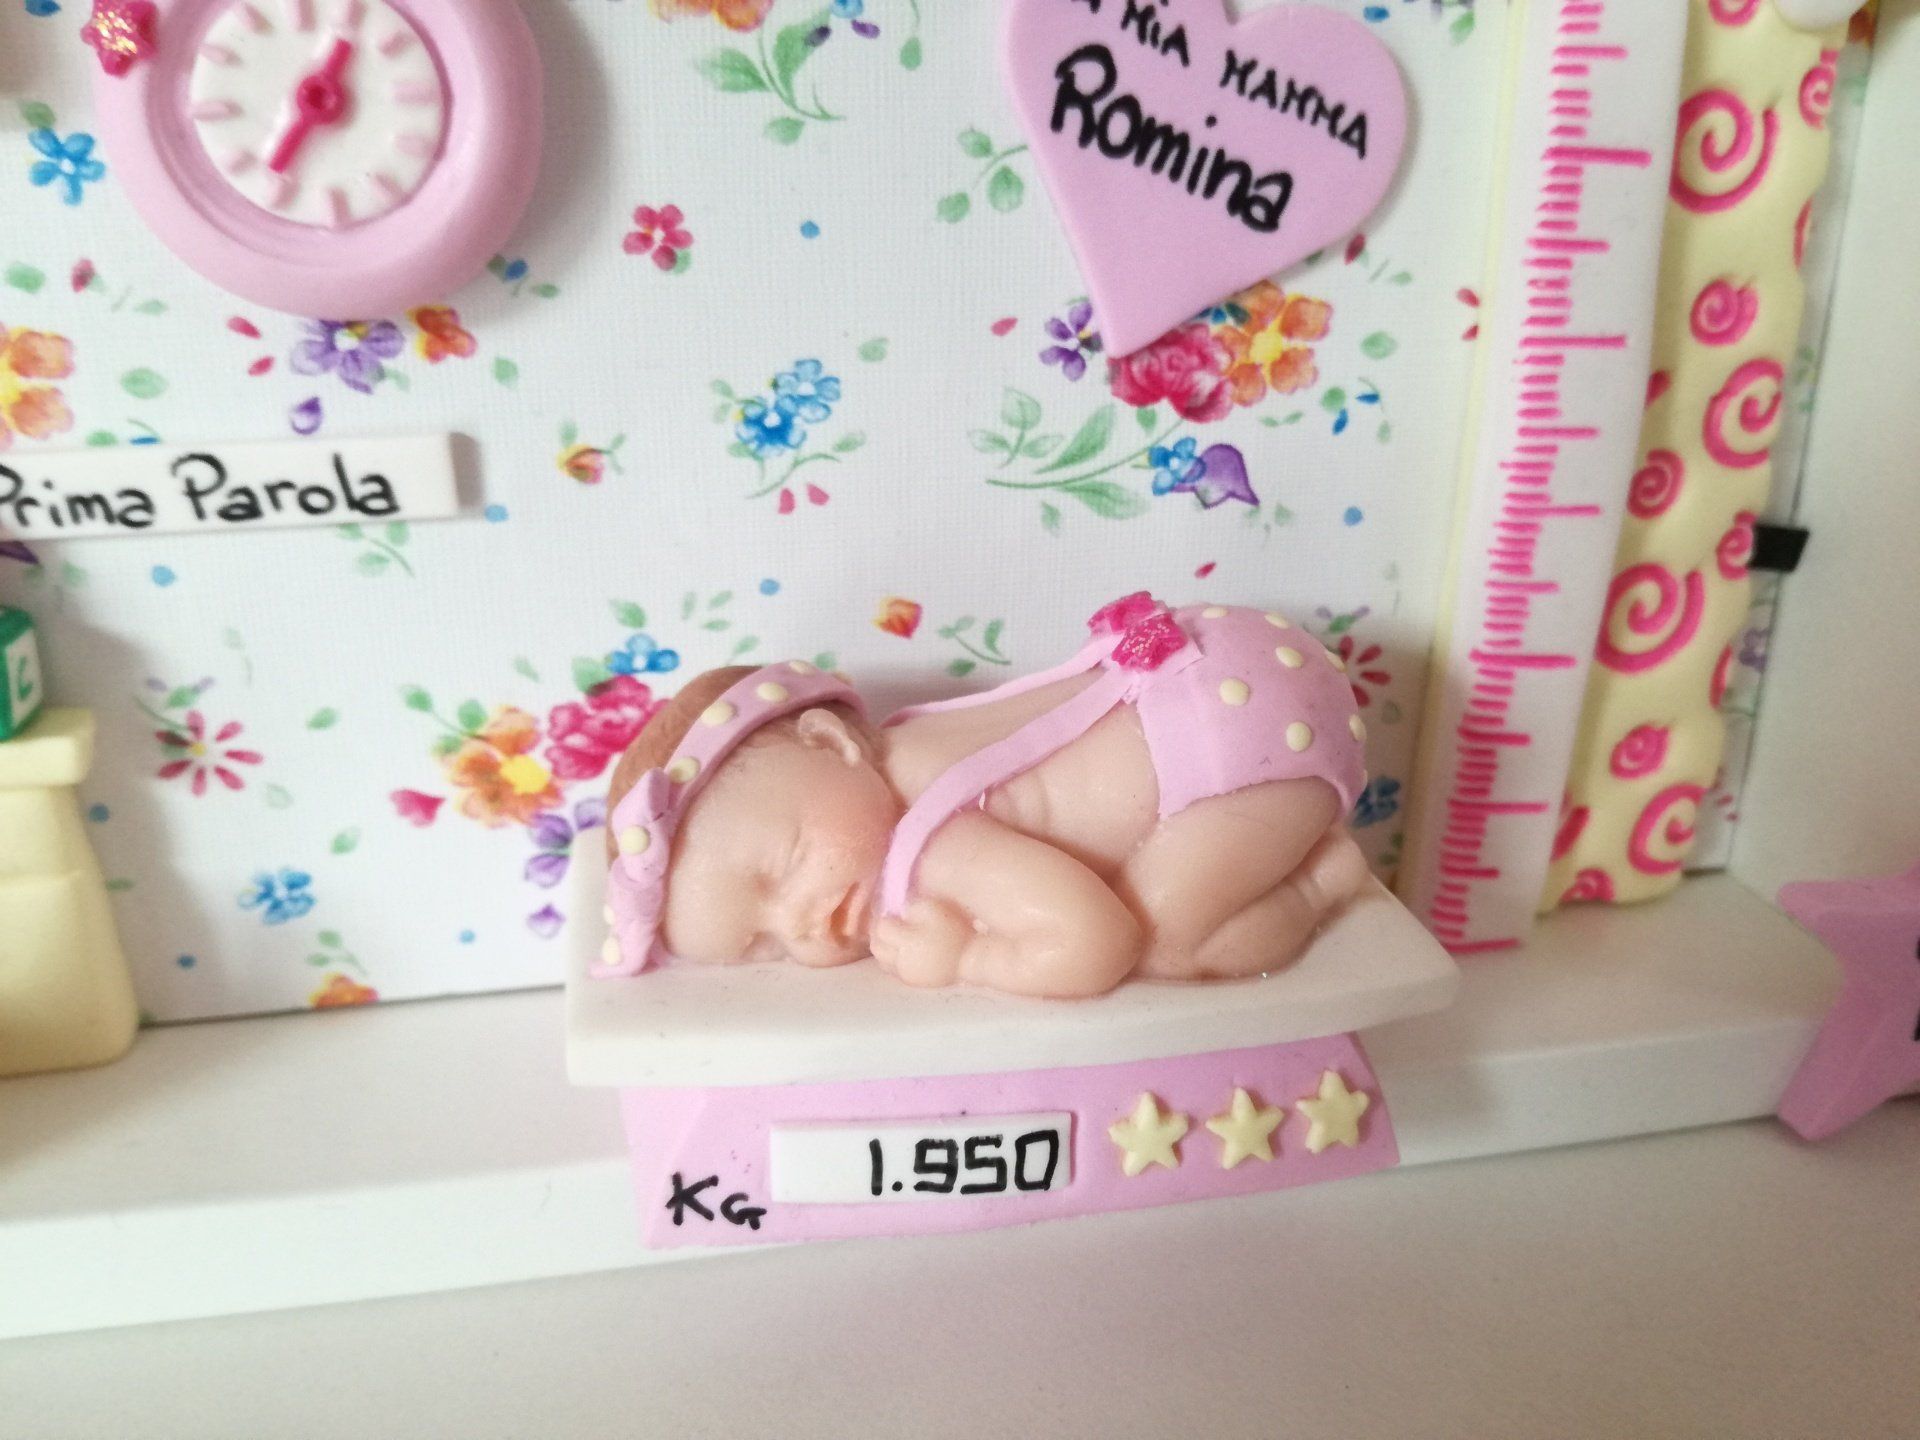 MIA MAMMA
Romina
Prima Parola
KG 1.950